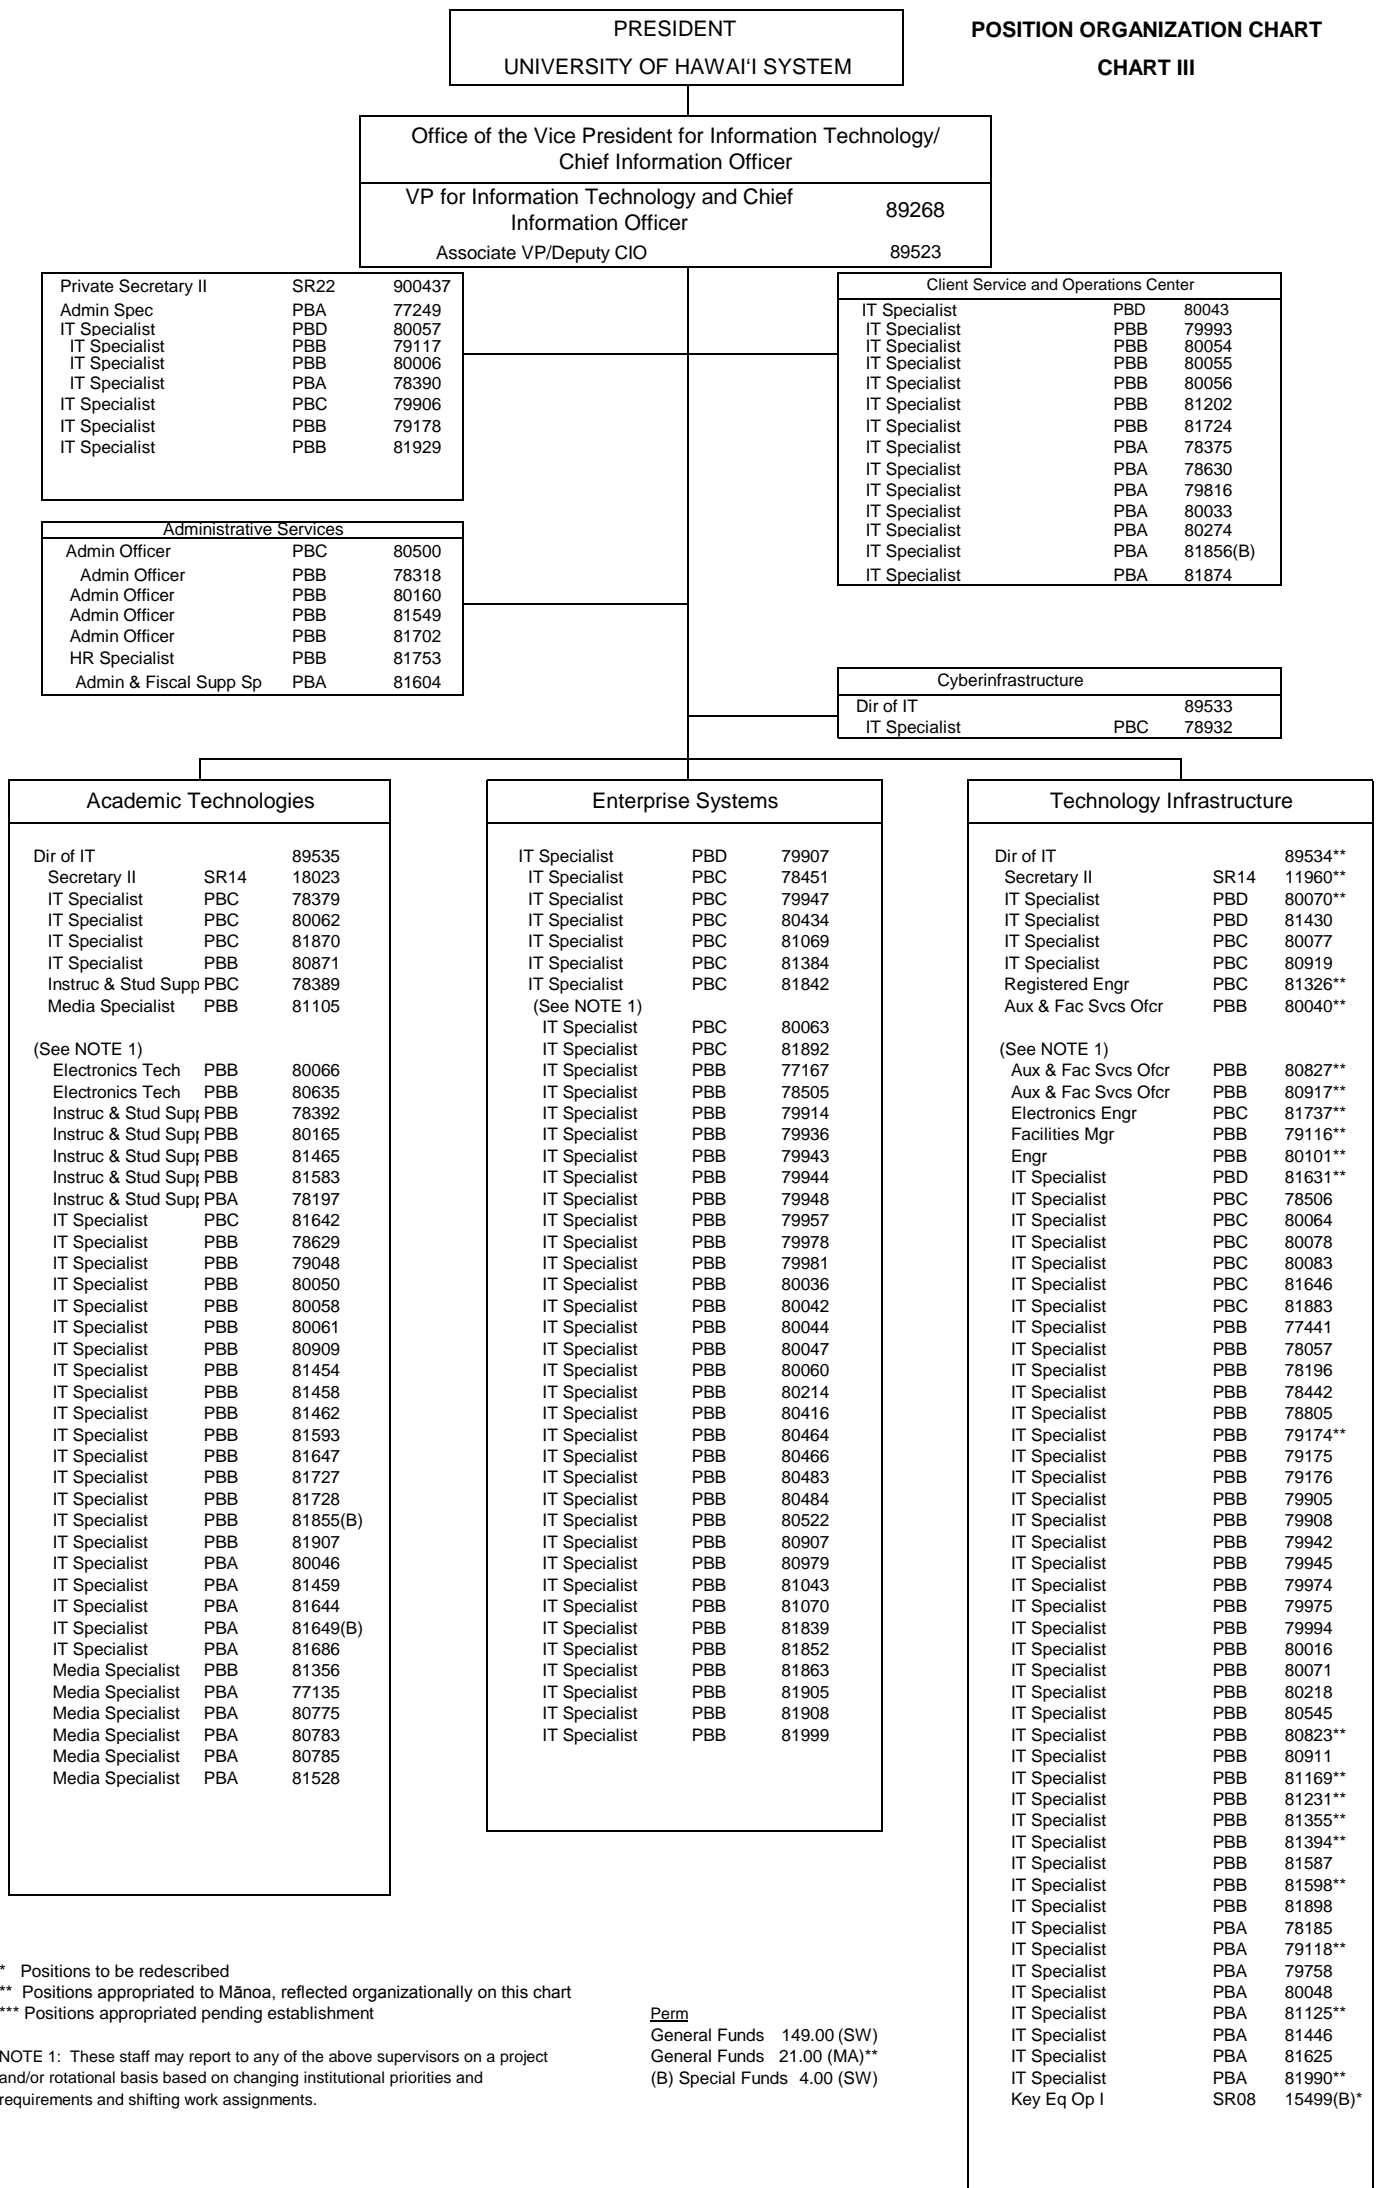 PRESIDENT
UNIVERSITY OF HAWAI‘I SYSTEM
POSITION ORGANIZATION CHART
CHART III
Office of the Vice President for Information Technology/
Chief Information Officer
VP for Information Technology and Chief
Information Officer 89268
Associate VP/Deputy CIO 89523
Private Secretary II SR22 900437
Admin Spec PBA 77249
IT Specialist PBD 80057
IT Specialist PBB 79117
IT Specialist PBB 80006
IT Specialist PBA 78390
IT Specialist PBC 79906
IT Specialist PBB 79178
IT Specialist PBB 81929
Client Service and Operations Center
IT Specialist PBD 80043
IT Specialist PBB 79993
IT Specialist PBB 80054
IT Specialist PBB 80055
IT Specialist PBB 80056
IT Specialist PBB 81202
IT Specialist PBB 81724
IT Specialist PBA 78375
IT Specialist PBA 78630
IT Specialist PBA 79816
IT Specialist PBA 80033
IT Specialist PBA 80274
IT Specialist PBA 81856(B)
IT Specialist PBA 81874
Administrative Services
Admin Officer PBC 80500
Admin Officer PBB 78318
Admin Officer PBB 80160
Admin Officer PBB 81549
Admin Officer PBB 81702
HR Specialist PBB 81753
Admin & Fiscal Supp Sp PBA 81604
Cyberinfrastructure
Dir of IT 89533
IT Specialist PBC 78932
Academic Technologies
Dir of IT 89535
Secretary II SR14 18023
IT Specialist PBC 78379
IT Specialist PBC 80062
IT Specialist PBC 81870
IT Specialist PBB 80871
Instruc & Stud Supp PBC 78389
Media Specialist PBB 81105
(See NOTE 1)
Electronics Tech PBB 80066
Electronics Tech PBB 80635
Instruc & Stud Supp PBB 78392
Instruc & Stud Supp PBB 80165
Instruc & Stud Supp PBB 81465
Instruc & Stud Supp PBB 81583
Instruc & Stud Supp PBA 78197
IT Specialist PBC 81642
IT Specialist PBB 78629
IT Specialist PBB 79048
IT Specialist PBB 80050
IT Specialist PBB 80058
IT Specialist PBB 80061
IT Specialist PBB 80909
IT Specialist PBB 81454
IT Specialist PBB 81458
IT Specialist PBB 81462
IT Specialist PBB 81593
IT Specialist PBB 81647
IT Specialist PBB 81727
IT Specialist PBB 81728
IT Specialist PBB 81855(B)
IT Specialist PBB 81907
IT Specialist PBA 80046
IT Specialist PBA 81459
IT Specialist PBA 81644
IT Specialist PBA 81649(B)
IT Specialist PBA 81686
Media Specialist PBB 81356
Media Specialist PBA 77135
Media Specialist PBA 80775
Media Specialist PBA 80783
Media Specialist PBA 80785
Media Specialist PBA 81528
Enterprise Systems
IT Specialist PBD 79907
IT Specialist PBC 78451
IT Specialist PBC 79947
IT Specialist PBC 80434
IT Specialist PBC 81069
IT Specialist PBC 81384
IT Specialist PBC 81842
(See NOTE 1)
IT Specialist PBC 80063
IT Specialist PBC 81892
IT Specialist PBB 77167
IT Specialist PBB 78505
IT Specialist PBB 79914
IT Specialist PBB 79936
IT Specialist PBB 79943
IT Specialist PBB 79944
IT Specialist PBB 79948
IT Specialist PBB 79957
IT Specialist PBB 79978
IT Specialist PBB 79981
IT Specialist PBB 80036
IT Specialist PBB 80042
IT Specialist PBB 80044
IT Specialist PBB 80047
IT Specialist PBB 80060
IT Specialist PBB 80214
IT Specialist PBB 80416
IT Specialist PBB 80464
IT Specialist PBB 80466
IT Specialist PBB 80483
IT Specialist PBB 80484
IT Specialist PBB 80522
IT Specialist PBB 80907
IT Specialist PBB 80979
IT Specialist PBB 81043
IT Specialist PBB 81070
IT Specialist PBB 81839
IT Specialist PBB 81852
IT Specialist PBB 81863
IT Specialist PBB 81905
IT Specialist PBB 81908
IT Specialist PBB 81999
Technology Infrastructure
Dir of IT 89534**
Secretary II SR14 11960**
IT Specialist PBD 80070**
IT Specialist PBD 81430
IT Specialist PBC 80077
IT Specialist PBC 80919
Registered Engr PBC 81326**
Aux & Fac Svcs Ofcr PBB 80040**
(See NOTE 1)
Aux & Fac Svcs Ofcr PBB 80827**
Aux & Fac Svcs Ofcr PBB 80917**
Electronics Engr PBC 81737**
Facilities Mgr PBB 79116**
Engr PBB 80101**
IT Specialist PBD 81631**
IT Specialist PBC 78506
IT Specialist PBC 80064
IT Specialist PBC 80078
IT Specialist PBC 80083
IT Specialist PBC 81646
IT Specialist PBC 81883
IT Specialist PBB 77441
IT Specialist PBB 78057
IT Specialist PBB 78196
IT Specialist PBB 78442
IT Specialist PBB 78805
IT Specialist PBB 79174**
IT Specialist PBB 79175
IT Specialist PBB 79176
IT Specialist PBB 79905
IT Specialist PBB 79908
IT Specialist PBB 79942
IT Specialist PBB 79945
IT Specialist PBB 79974
IT Specialist PBB 79975
IT Specialist PBB 79994
IT Specialist PBB 80016
IT Specialist PBB 80071
IT Specialist PBB 80218
IT Specialist PBB 80545
IT Specialist PBB 80823**
IT Specialist PBB 80911
IT Specialist PBB 81169**
IT Specialist PBB 81231**
IT Specialist PBB 81355**
IT Specialist PBB 81394**
IT Specialist PBB 81587
IT Specialist PBB 81598**
IT Specialist PBB 81898
IT Specialist PBA 78185
IT Specialist PBA 79118**
IT Specialist PBA 79758
IT Specialist PBA 80048
IT Specialist PBA 81125**
IT Specialist PBA 81446
IT Specialist PBA 81625
IT Specialist PBA 81990**
Key Eq Op I SR08 15499(B)*
* Positions to be redescribed
** Positions appropriated to Mānoa, reflected organizationally on this chart
*** Positions appropriated pending establishment
NOTE 1: These staff may report to any of the above supervisors on a project
and/or rotational basis based on changing institutional priorities and
requirements and shifting work assignments.
Perm
General Funds 149.00 (SW)
General Funds 21.00 (MA)**
(B) Special Funds 4.00 (SW)